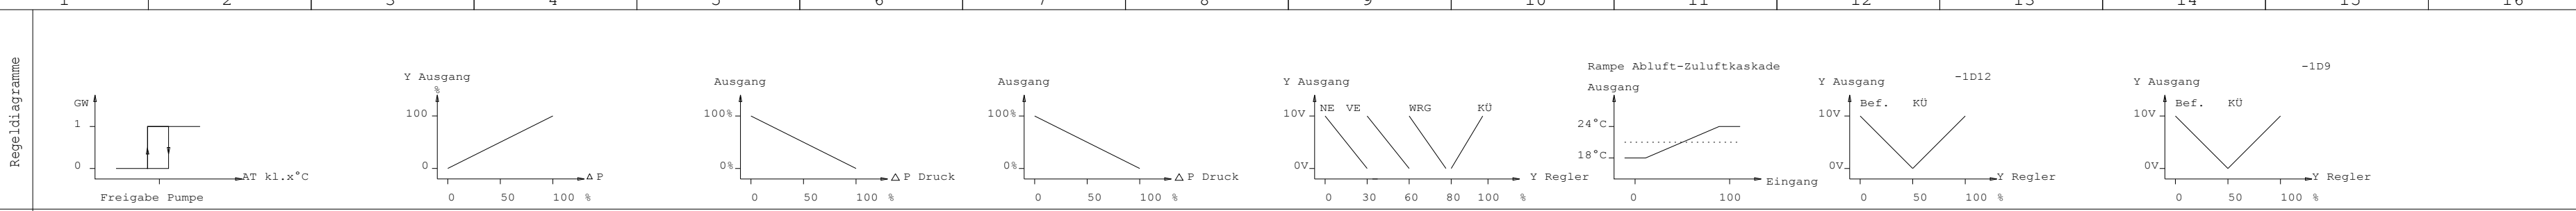 1 2 3 4 5 6 7 8 9 10 11 12 13 14 15 16
Regeldiagramme
GW
1
0
AT kl.x°C
Freigabe Pumpe
Y Ausgang
%
100
0
Δ P
0 50 100 %
Ausgang
100%
0%
Δ P Druck
0 50 100 %
Ausgang
100%
0%
Δ P Druck
0 50 100 %
Y Ausgang
10V NE VE WRG KÜ
0V
Y Regler
0 30 60 80 100 %
Rampe Abluft-Zuluftkaskade
Ausgang
24°C
18°C
Eingang
0 100
Y Ausgang -1D12
Bef. KÜ
10V
0V
Y Regler
0 50 100 %
-1D9
Y Ausgang
Bef. KÜ
10V
0V
Y Regler
0 50 100 %